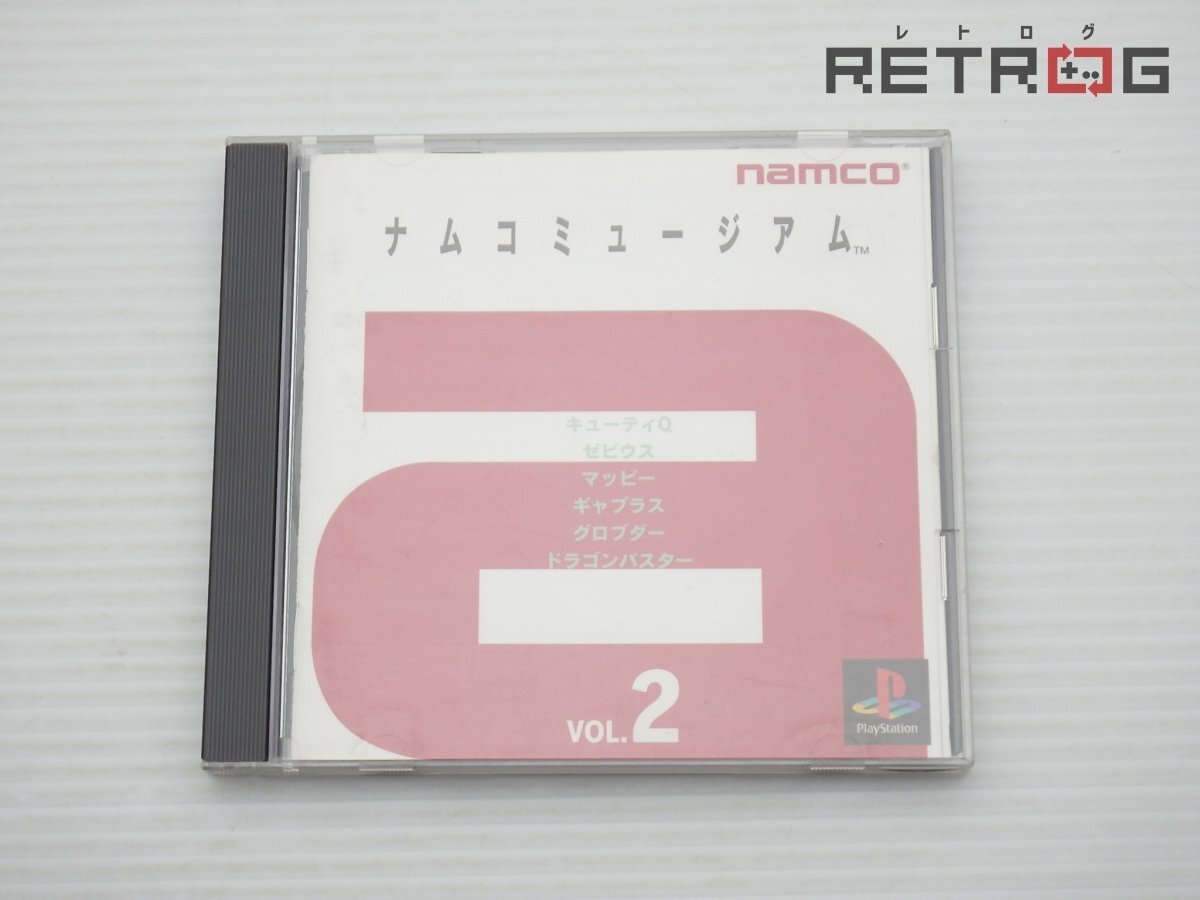 レトログ
RETROG
namco®
ナムコミュージアム™
キューティQ
ゼビウス
マッピー
ギャプラス
グロブダー
ドラゴンバスター
VOL. 2
PlayStation